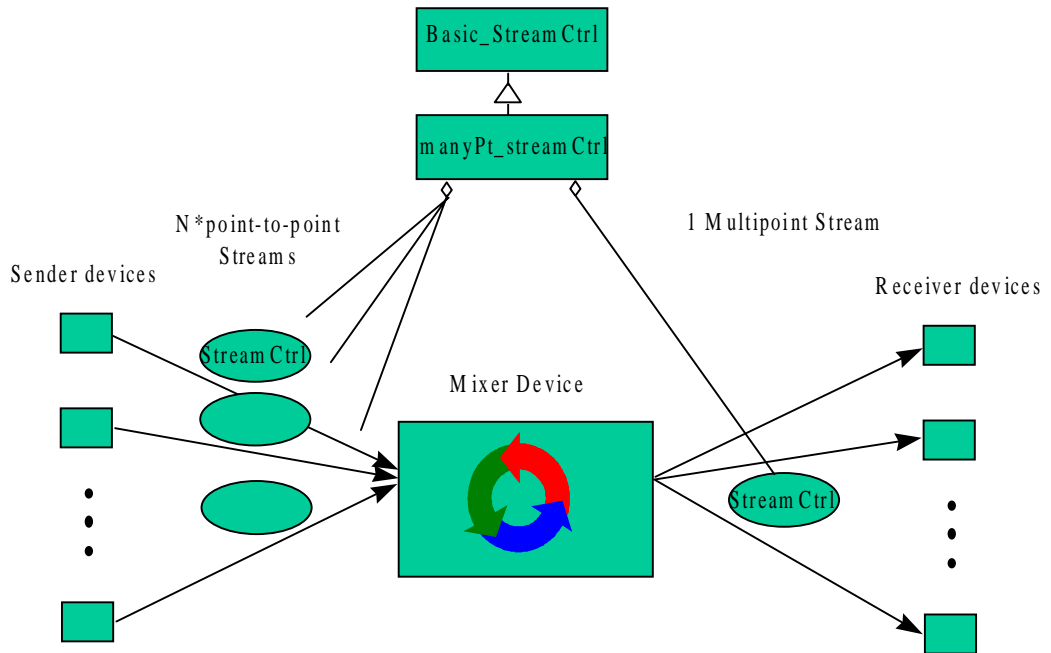 Basic_StreamCtrl
manyPt_streamCtrl
N*point-to-point
Streams
1 Multipoint Stream
Sender devices
Receiver devices
StreamCtrl
Mixer Device
StreamCtrl